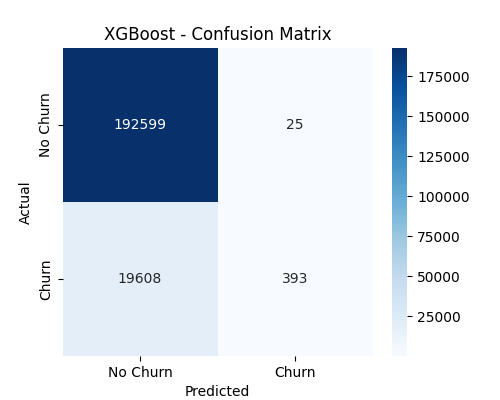 XGBoost - Confusion Matrix
Actual
No Churn
192599
25
Churn
19608
393
No Churn
Churn
Predicted
175000
150000
125000
100000
75000
50000
25000